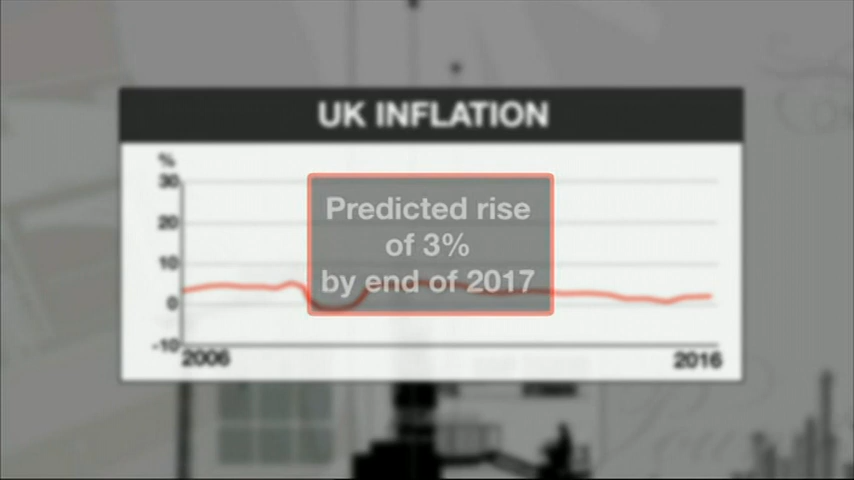 UK INFLATION
%
30
20
10
0
-10
2006
2016
Predicted rise
of 3%
by end of 2017